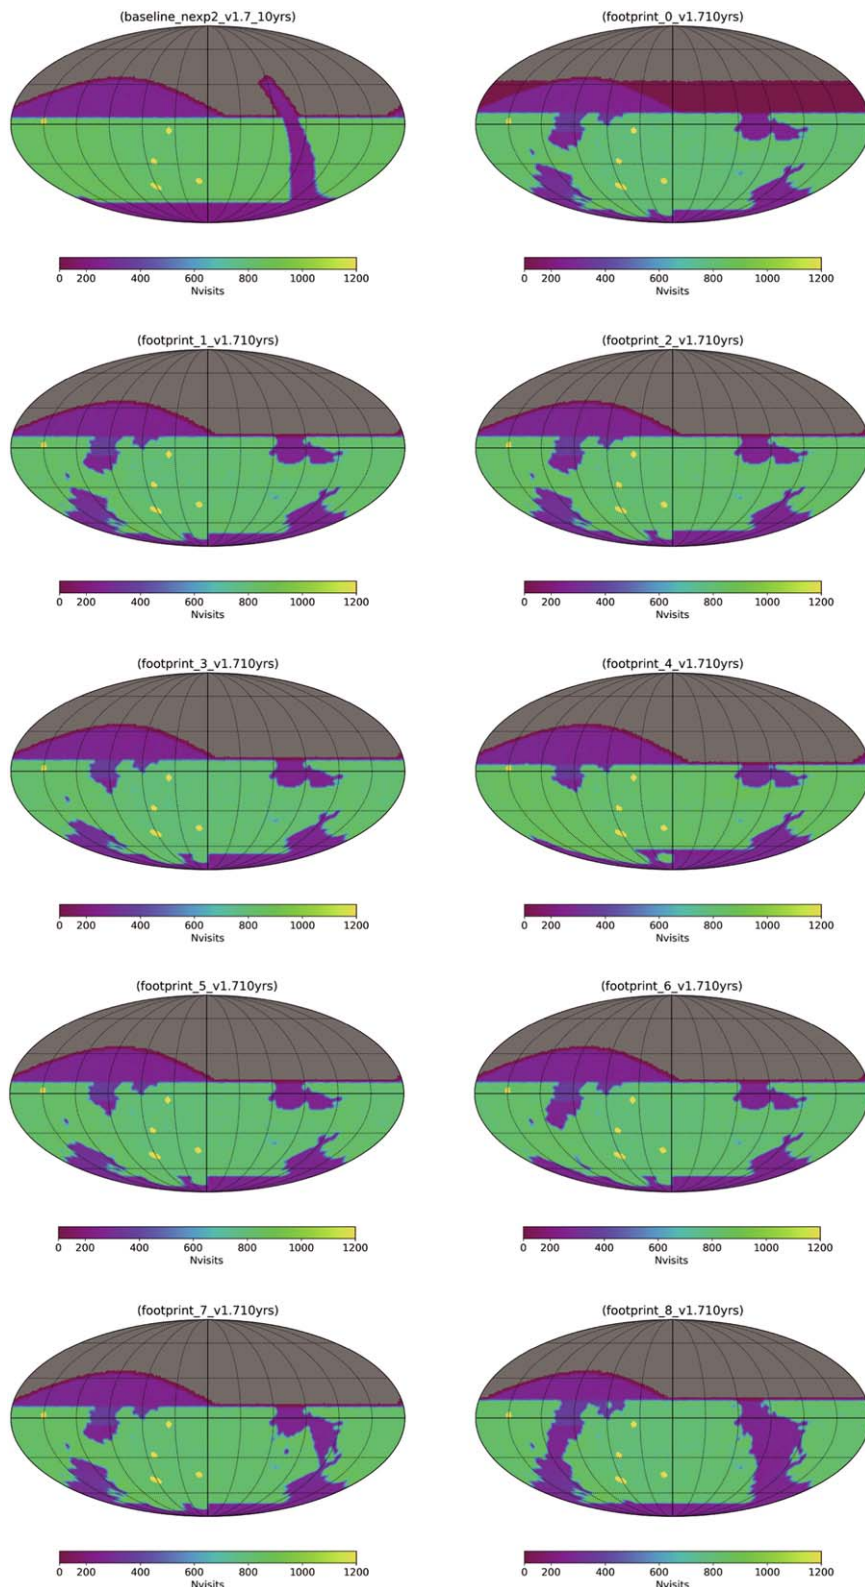 (baseline_nexp2_v1.7_10yrs)
(footprint_0_v1.710yrs)
0 200 400 600 800 1000 1200
Nvisits
0 200 400 600 800 1000 1200
Nvisits
(footprint_1_v1.710yrs)
(footprint_2_v1.710yrs)
0 200 400 600 800 1000 1200
Nvisits
0 200 400 600 800 1000 1200
Nvisits
(footprint_3_v1.710yrs)
(footprint_4_v1.710yrs)
0 200 400 600 800 1000 1200
Nvisits
0 200 400 600 800 1000 1200
Nvisits
(footprint_5_v1.710yrs)
(footprint_6_v1.710yrs)
0 200 400 600 800 1000 1200
Nvisits
0 200 400 600 800 1000 1200
Nvisits
(footprint_7_v1.710yrs)
(footprint_8_v1.710yrs)
0 200 400 600 800 1000 1200
Nvisits
0 200 400 600 800 1000 1200
Nvisits